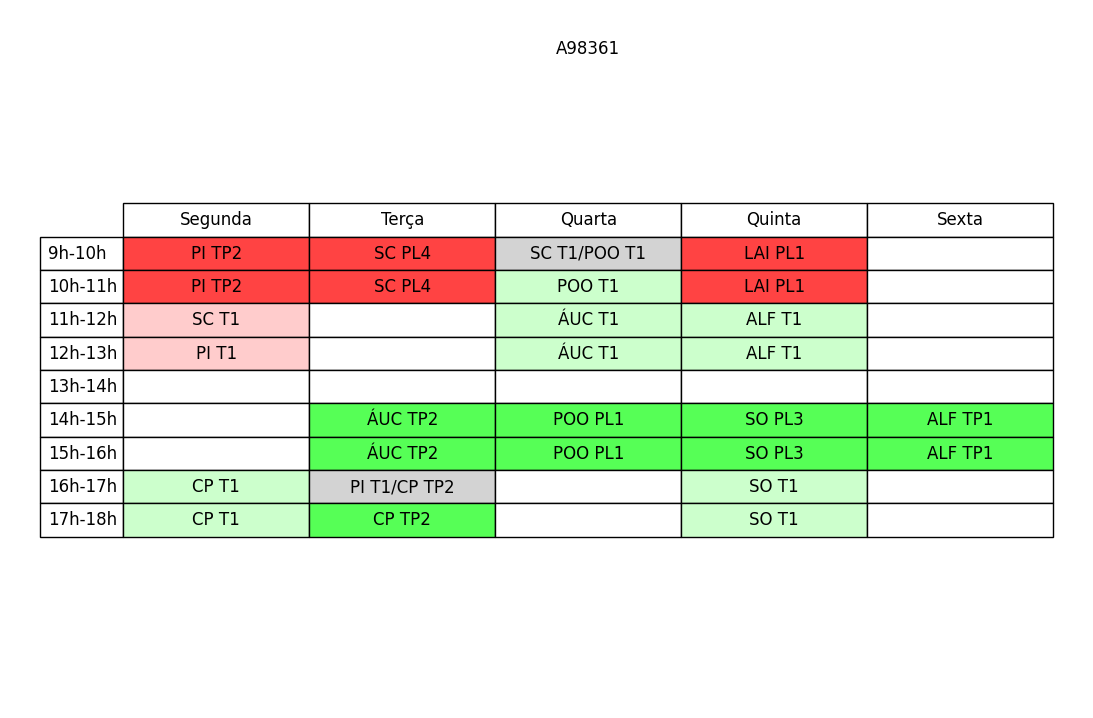 A98361
Segunda Terça Quarta Quinta Sexta
9h-10h PI TP2 SC PL4 SC T1/POO T1 LAI PL1
10h-11h PI TP2 SC PL4 POO T1 LAI PL1
11h-12h SC T1 ÁUC T1 ALF T1
12h-13h PI T1 ÁUC T1 ALF T1
13h-14h
14h-15h ÁUC TP2 POO PL1 SO PL3 ALF TP1
15h-16h ÁUC TP2 POO PL1 SO PL3 ALF TP1
16h-17h CP T1 PI T1/CP TP2 SO T1
17h-18h CP T1 CP TP2 SO T1